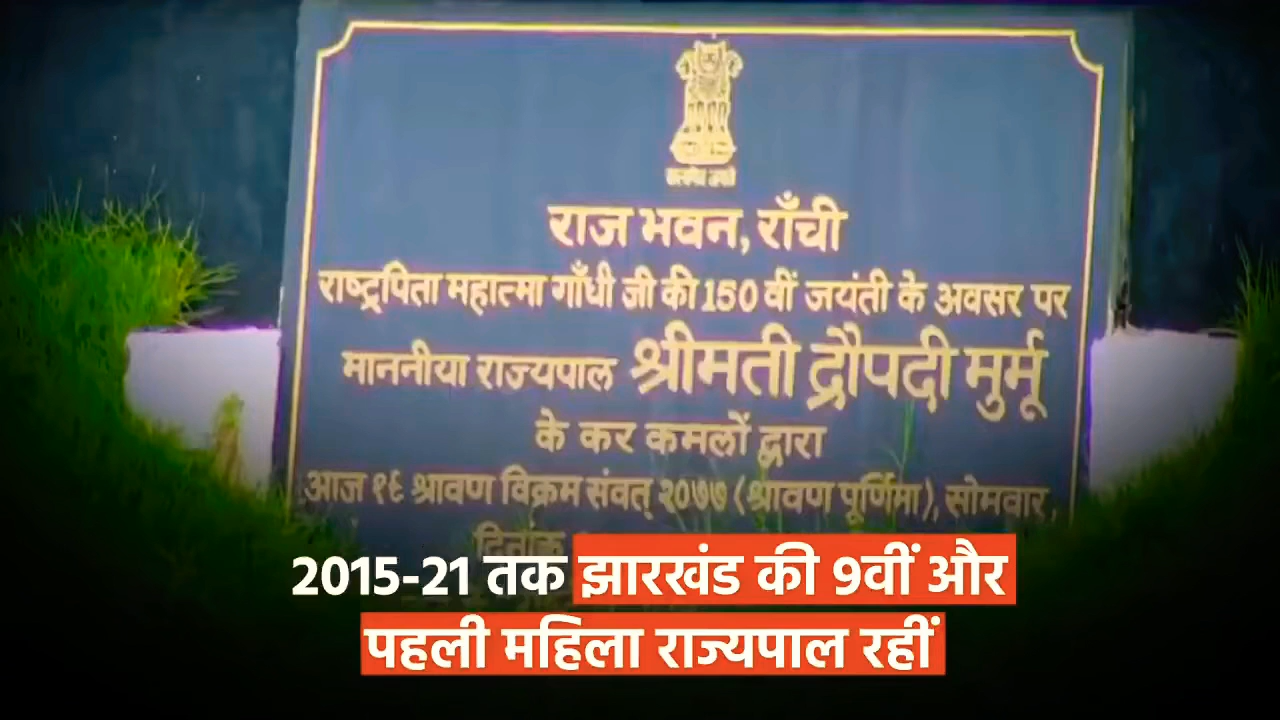 राज भवन, राँची
राष्ट्रपिता महात्मा गाँधी जी की 150 वीं जयंती के अवसर पर
माननीया राज्यपाल श्रीमती द्रौपदी मुर्मू
के कर कमलों द्वारा
आज १९ श्रावण विक्रम संवत् २०७७ (श्रावण पूर्णिमा), सोमवार,
दिनांक
2015-21 तक झारखंड की 9वीं और
पहली महिला राज्यपाल रहीं